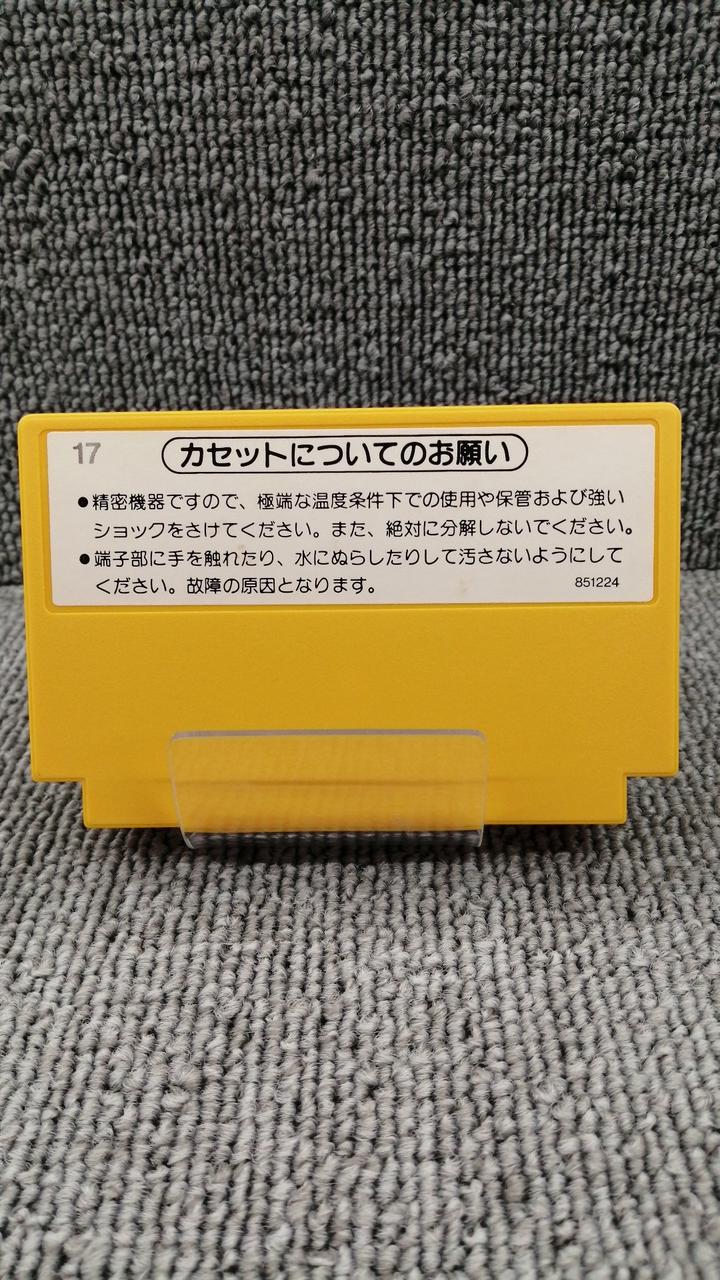 17
カセットについてのお願い
●精密機器ですので、極端な温度条件下での使用や保管および強い
ショックをさけてください。また、絶対に分解しないでください。
●端子部に手を触れたり、水にぬらしたりして汚さないようにして
ください。故障の原因となります。
851224